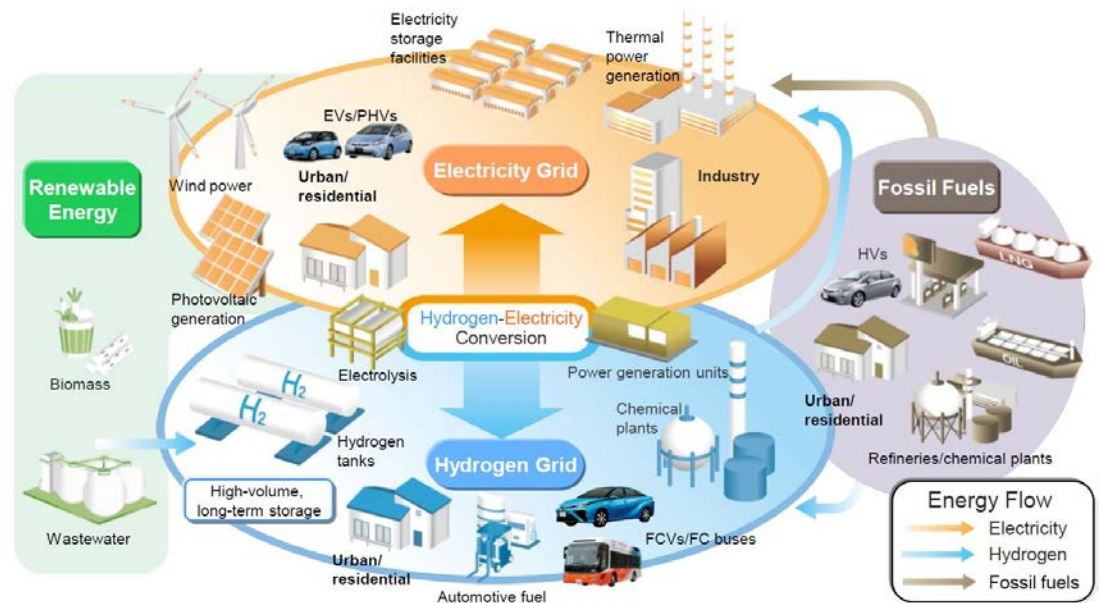 Electricity
storage
facilities
Thermal
power
generation
EVs/PHVs
Urban/
residential
Electricity Grid
Industry
Renewable
Energy
Wind power
Photovoltaic
generation
Biomass
Wastewater
Fossil Fuels
HVs
LNG
OIL
Urban/
residential
Refineries/chemical plants
Hydrogen-Electricity
Conversion
Electrolysis
Power generation units
H2
H2
Hydrogen
tanks
High-volume,
long-term storage
Chemical
plants
Hydrogen Grid
Urban/
residential
Automotive fuel
FCVs/FC buses
Energy Flow
Electricity
Hydrogen
Fossil fuels